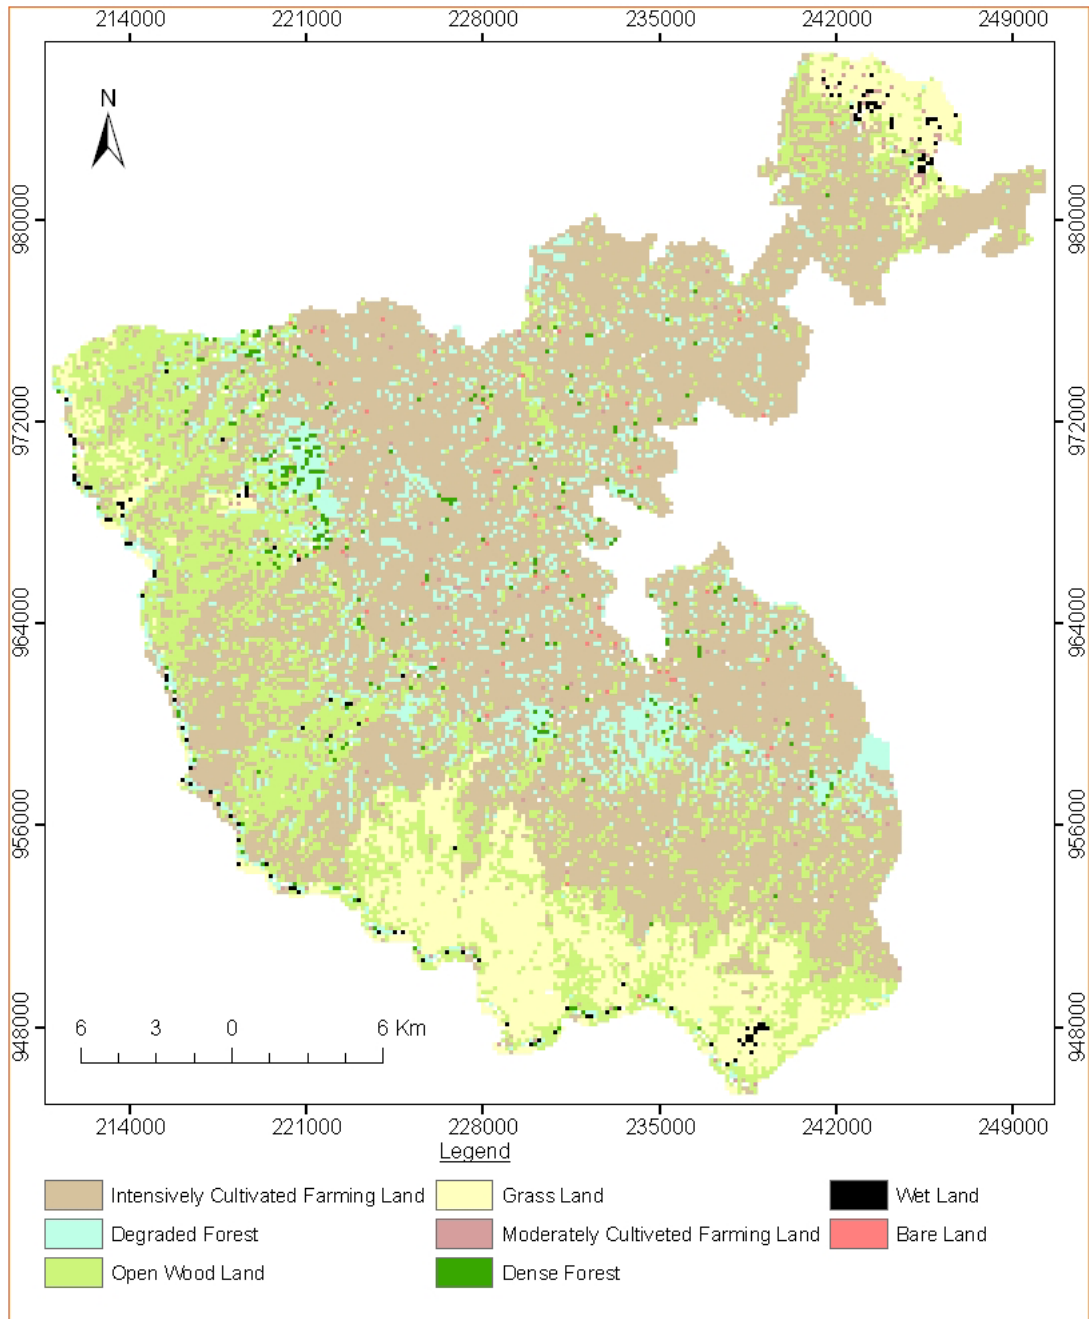 214000 221000 228000 235000 242000 249000
N
980000 980000
972000 972000
964000 964000
956000 956000
948000 948000
6 3 0 6 Km
214000 221000 228000 235000 242000 249000
Legend
Intensively Cultivated Farming Land Grass Land Wet Land
Degraded Forest Moderately Cultiveted Farming Land Bare Land
Open Wood Land Dense Forest